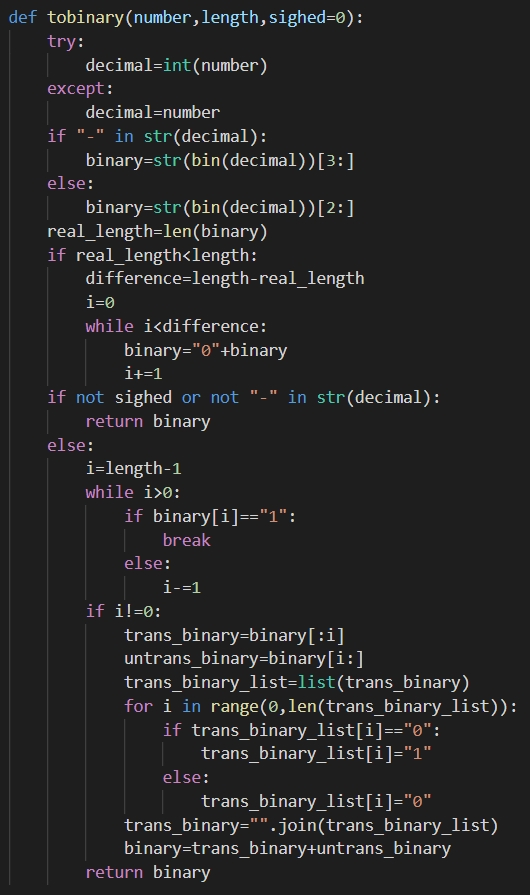 def tobinary(number,length,sighed=0):
    try:
        decimal=int(number)
    except:
        decimal=number
    if "-" in str(decimal):
        binary=str(bin(decimal))[3:]
    else:
        binary=str(bin(decimal))[2:]
    real_length=len(binary)
    if real_length<length:
        difference=length-real_length
        i=0
        while i<difference:
            binary="0"+binary
            i+=1
    if not sighed or not "-" in str(decimal):
        return binary
    else:
        i=length-1
        while i>0:
            if binary[i]=="1":
                break
            else:
                i-=1
        if i!=0:
            trans_binary=binary[:i]
            untrans_binary=binary[i:]
            trans_binary_list=list(trans_binary)
            for i in range(0,len(trans_binary_list)):
                if trans_binary_list[i]=="0":
                    trans_binary_list[i]="1"
                else:
                    trans_binary_list[i]="0"
            trans_binary="".join(trans_binary_list)
            binary=trans_binary+untrans_binary
        return binary